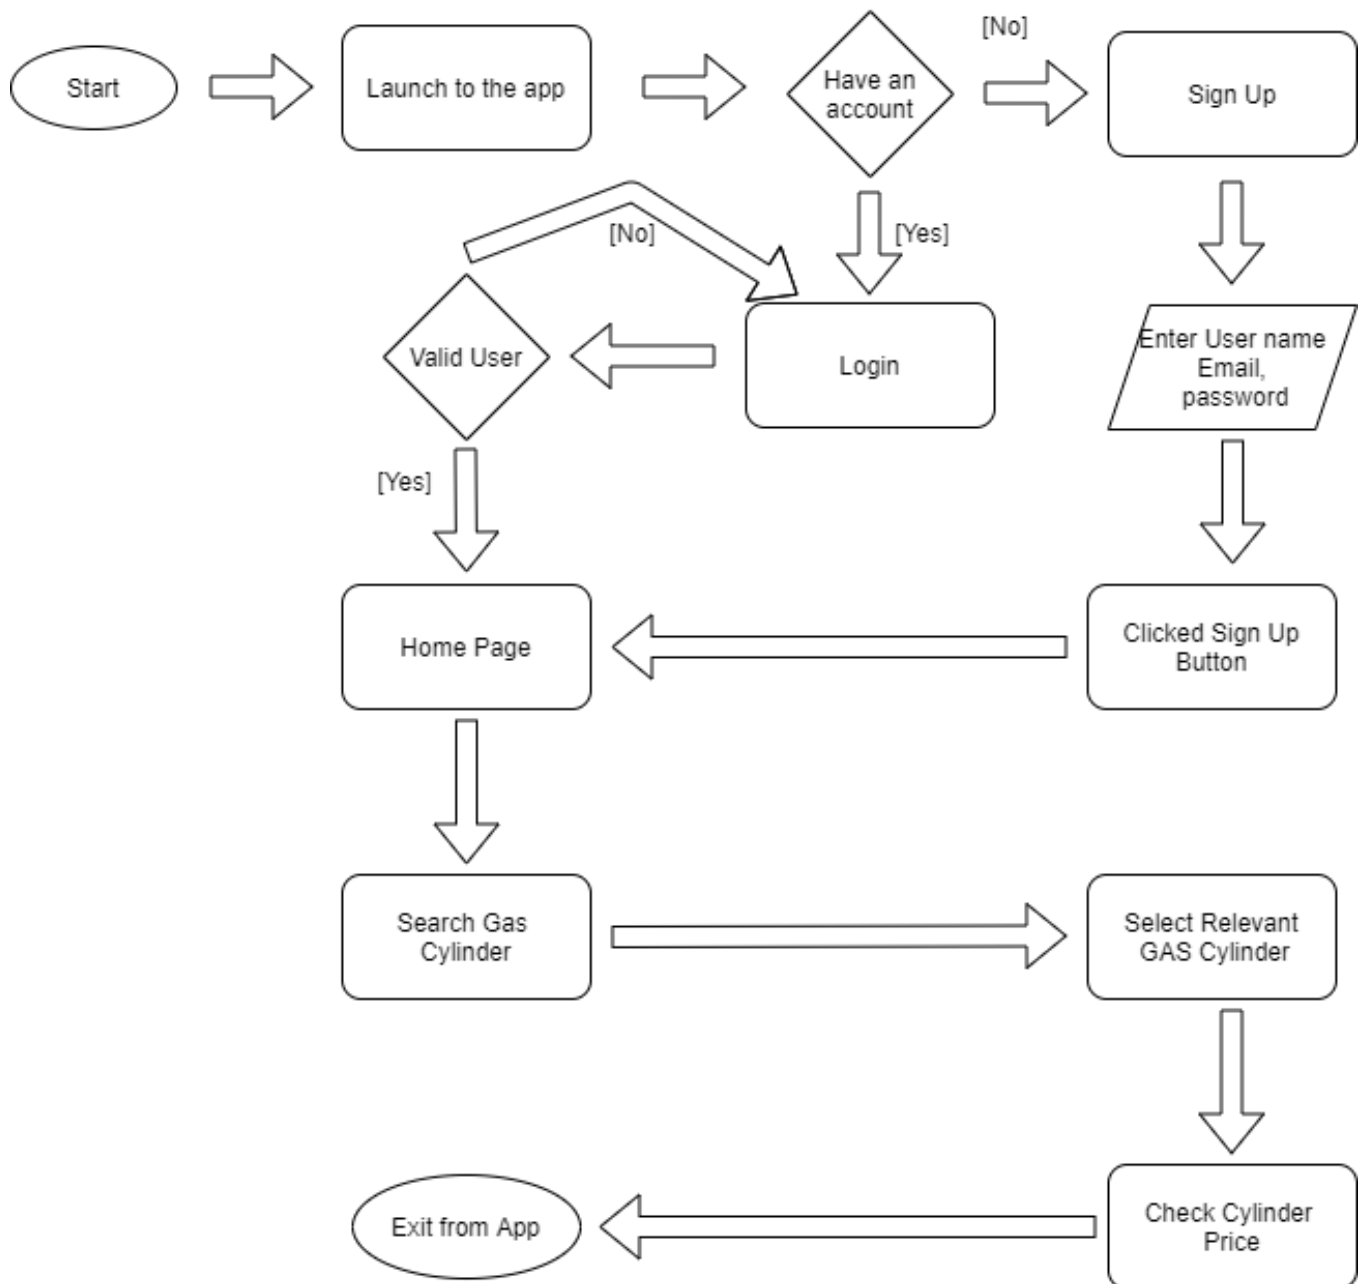 Start
Launch to the app
Have an
account
[No]
Sign Up
[No]
[Yes]
Valid User
Login
Enter User name
Email,
password
[Yes]
Home Page
Clicked Sign Up
Button
Search Gas
Cylinder
Select Relevant
GAS Cylinder
Exit from App
Check Cylinder
Price